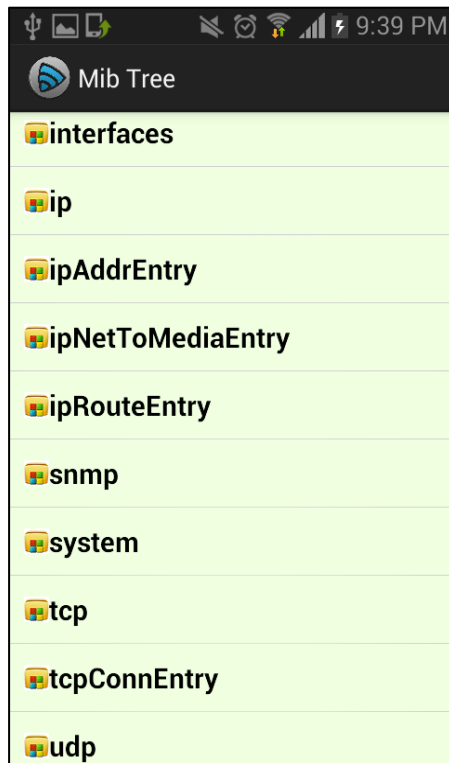 9:39 PM
Mib Tree
interfaces
ip
ipAddrEntry
ipNetToMediaEntry
ipRouteEntry
snmp
system
tcp
tcpConnEntry
udp